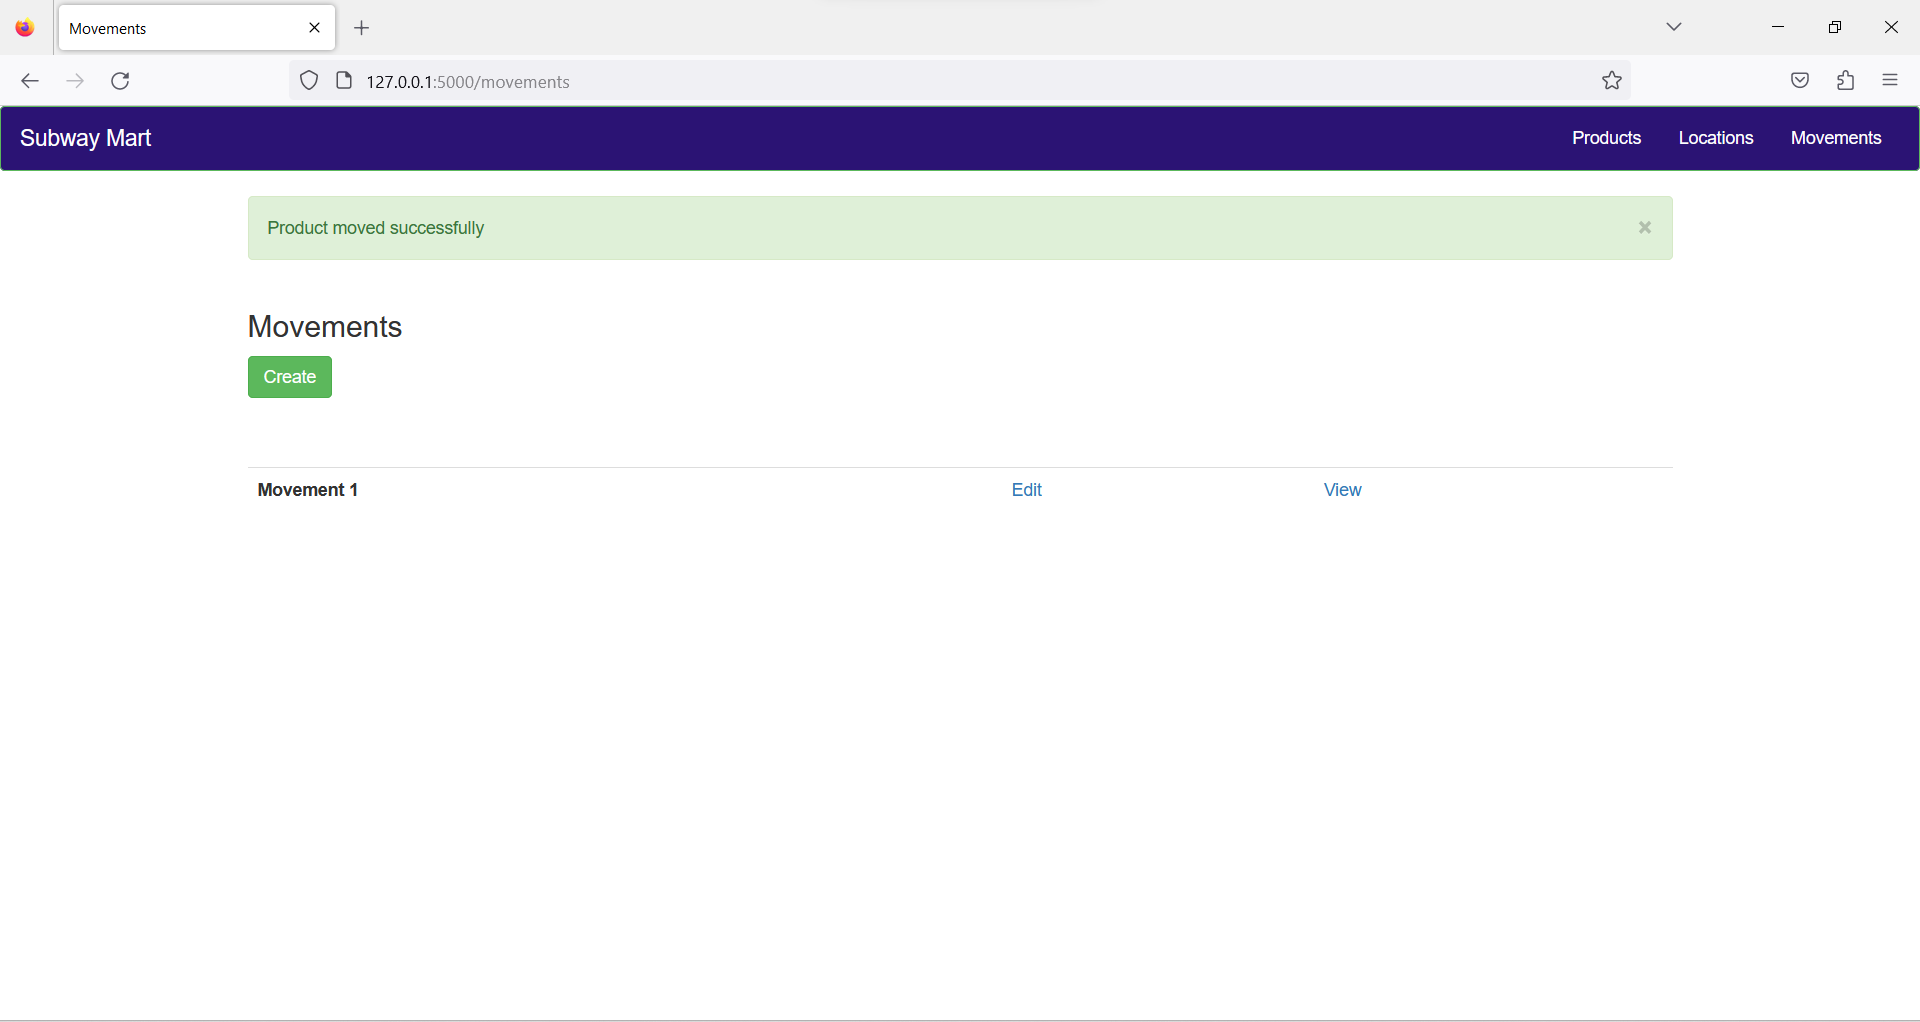 Movements
127.0.0.1:5000/movements
Subway Mart Products Locations Movements
Product moved successfully
Movements
Create
Movement 1 Edit View